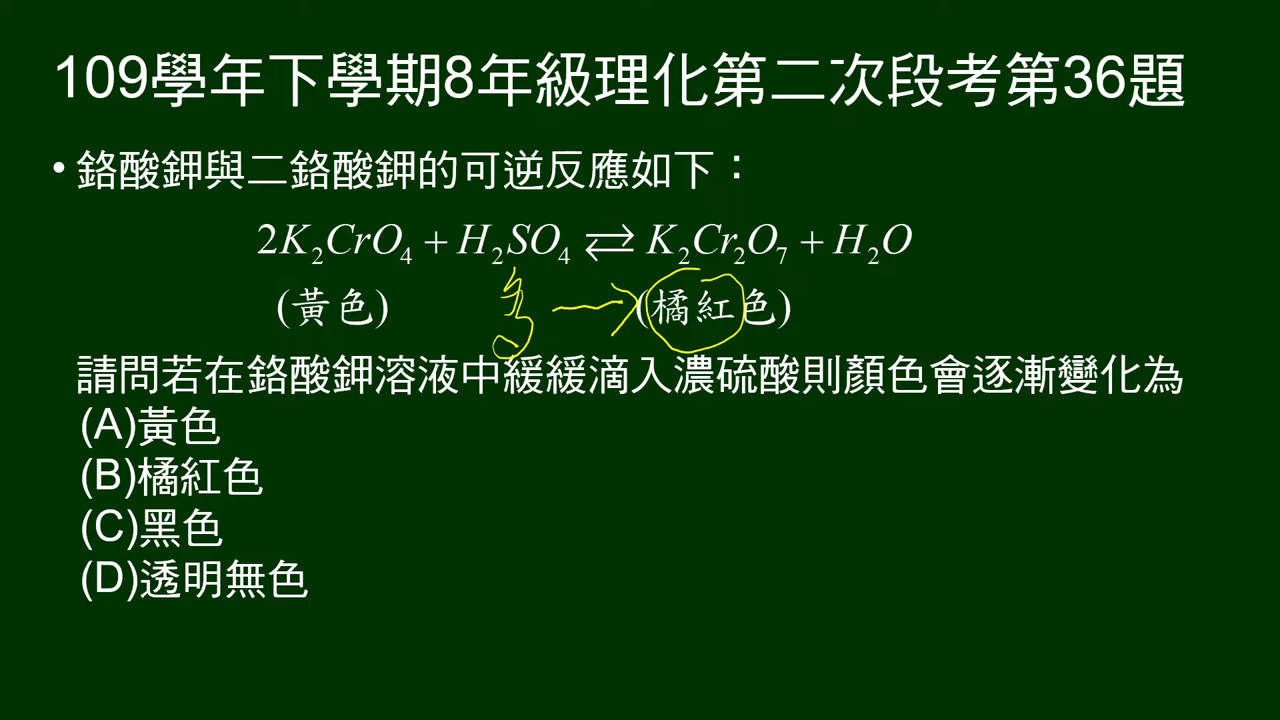 109學年下學期8年級理化第二次段考第36題
• 鉻酸鉀與二鉻酸鉀的可逆反應如下：
2K₂CrO₄ + H₂SO₄ ⇄ K₂Cr₂O₇ + H₂O
(黃色) 多 → (橘紅色)
請問若在鉻酸鉀溶液中緩緩滴入濃硫酸則顏色會逐漸變化為
(A)黃色
(B)橘紅色
(C)黑色
(D)透明無色